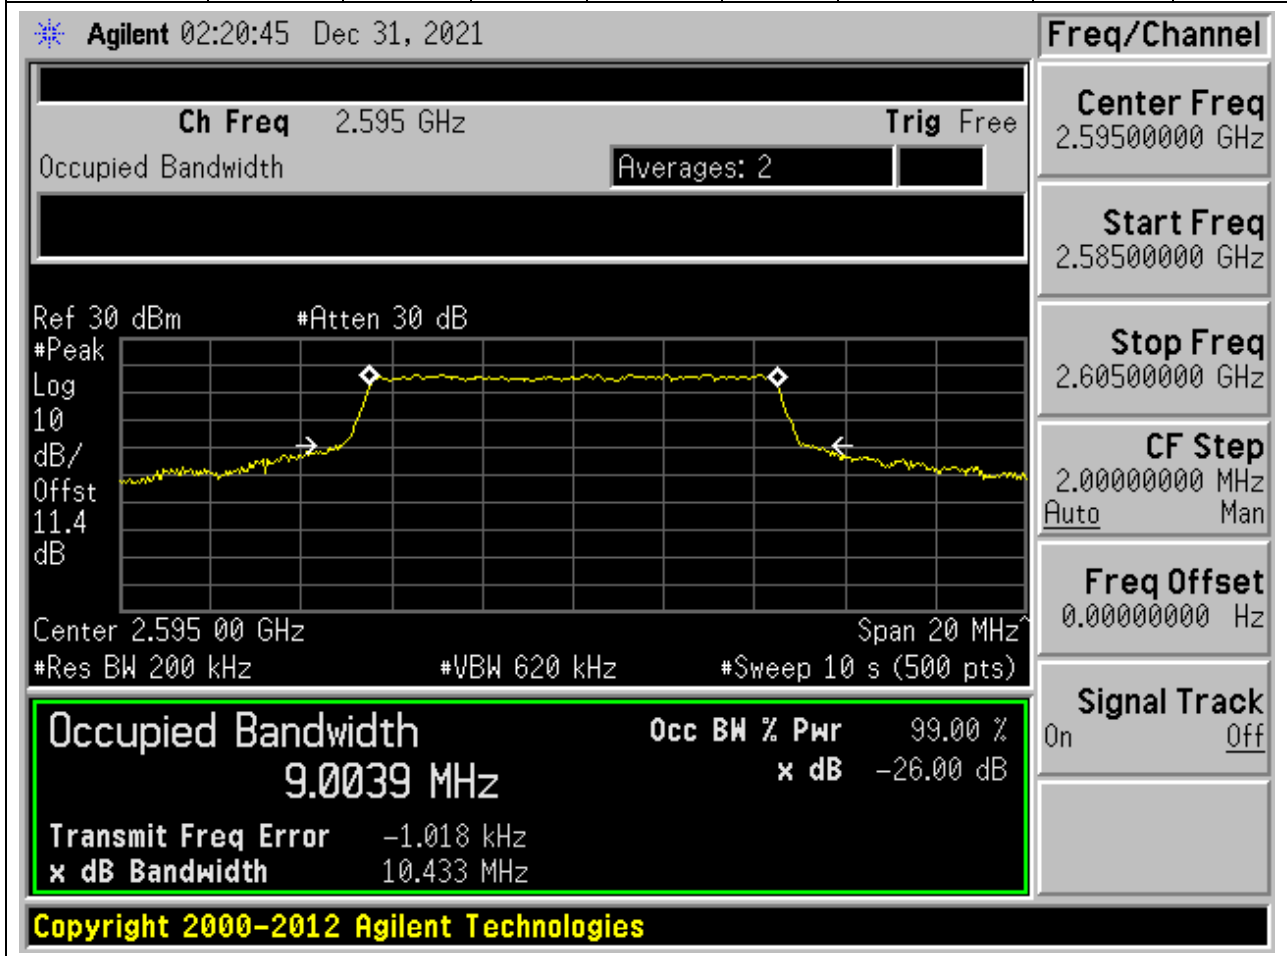 Agilent 02:20:45 Dec 31, 2021
Freq/Channel
Ch Freq 2.595 GHz Trig Free
Occupied Bandwidth Averages: 2
Center Freq
2.59500000 GHz
Start Freq
2.58500000 GHz
Stop Freq
2.60500000 GHz
CF Step
2.00000000 MHz
Auto Man
Freq Offset
0.00000000 Hz
Signal Track
On Off
Ref 30 dBm #Atten 30 dB
#Peak
Log
10
dB/
Offst
11.4
dB
Center 2.595 00 GHz Span 20 MHz^
#Res BW 200 kHz #VBW 620 kHz #Sweep 10 s (500 pts)
Occupied Bandwidth Occ BW % Pwr 99.00 %
9.0039 MHz x dB -26.00 dB
Transmit Freq Error -1.018 kHz
x dB Bandwidth 10.433 MHz
Copyright 2000-2012 Agilent Technologies